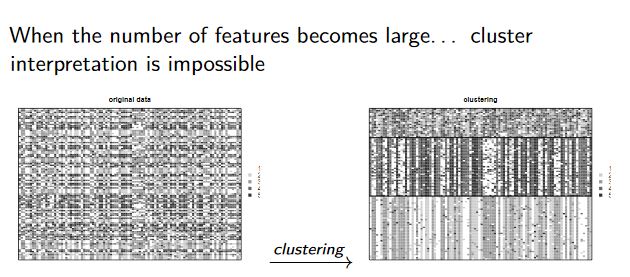 When the number of features becomes large... cluster
interpretation is impossible
original data
clustering
clustering